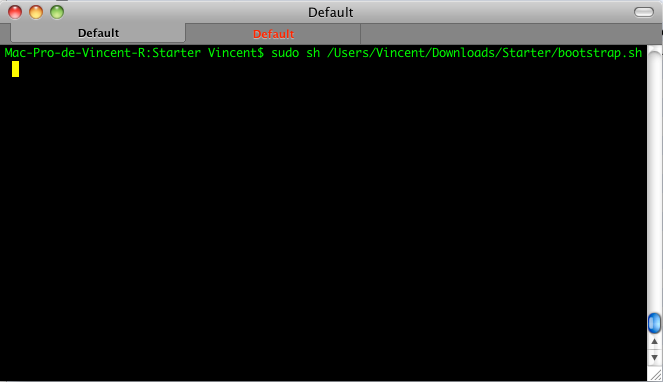 Default
Default Default
Mac-Pro-de-Vincent-R:Starter Vincent$ sudo sh /Users/Vincent/Downloads/Starter/bootstrap.sh